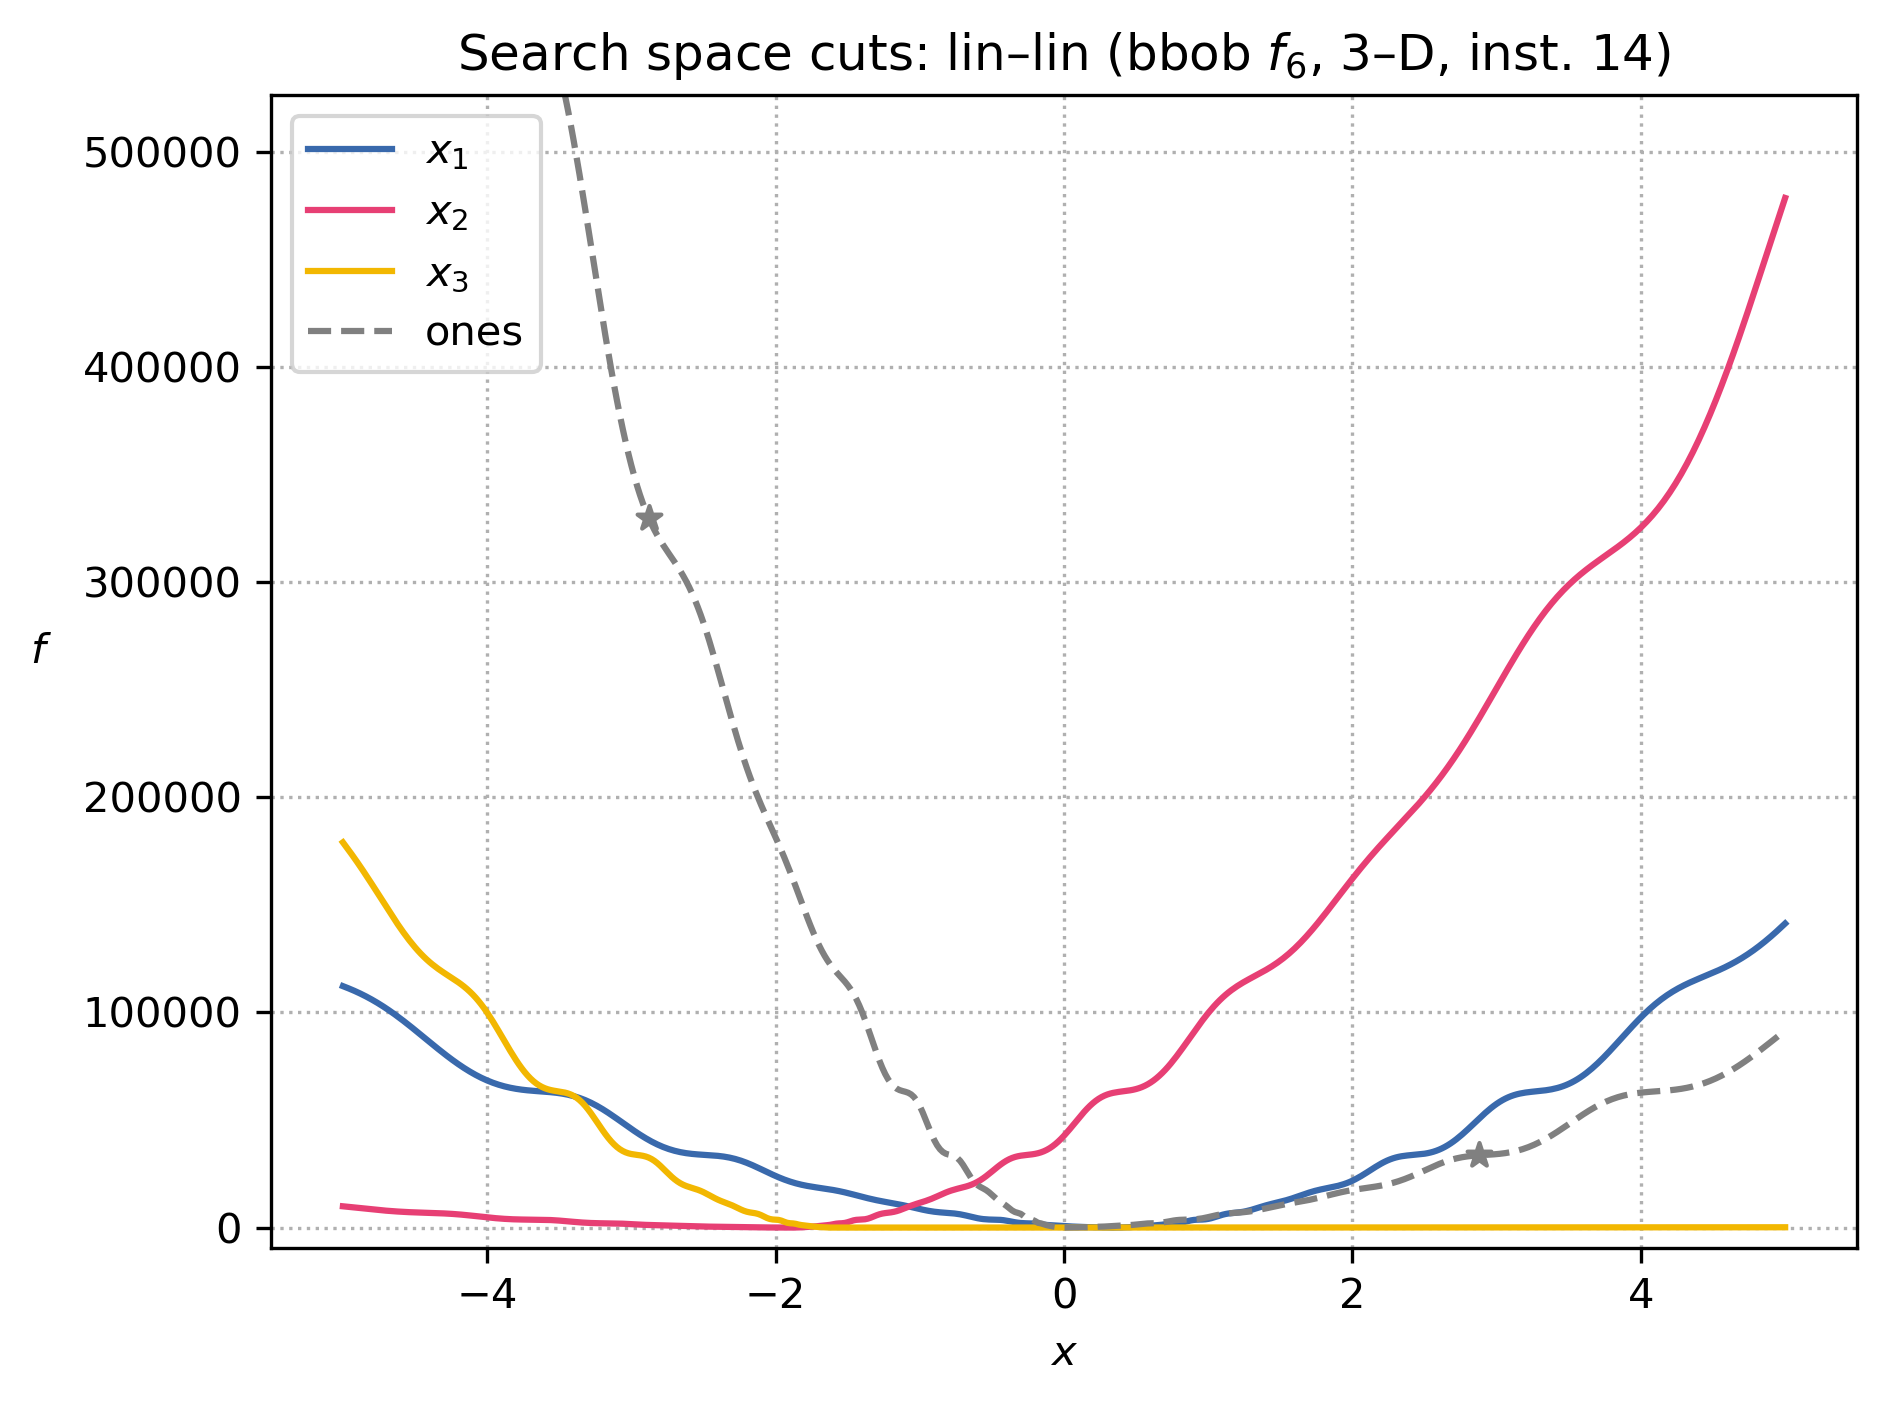 Search space cuts: lin–lin (bbob f₆, 3–D, inst. 14)
x₁
x₂
x₃
ones
500000
400000
300000
200000
100000
0
f
−4
−2
0
2
4
x